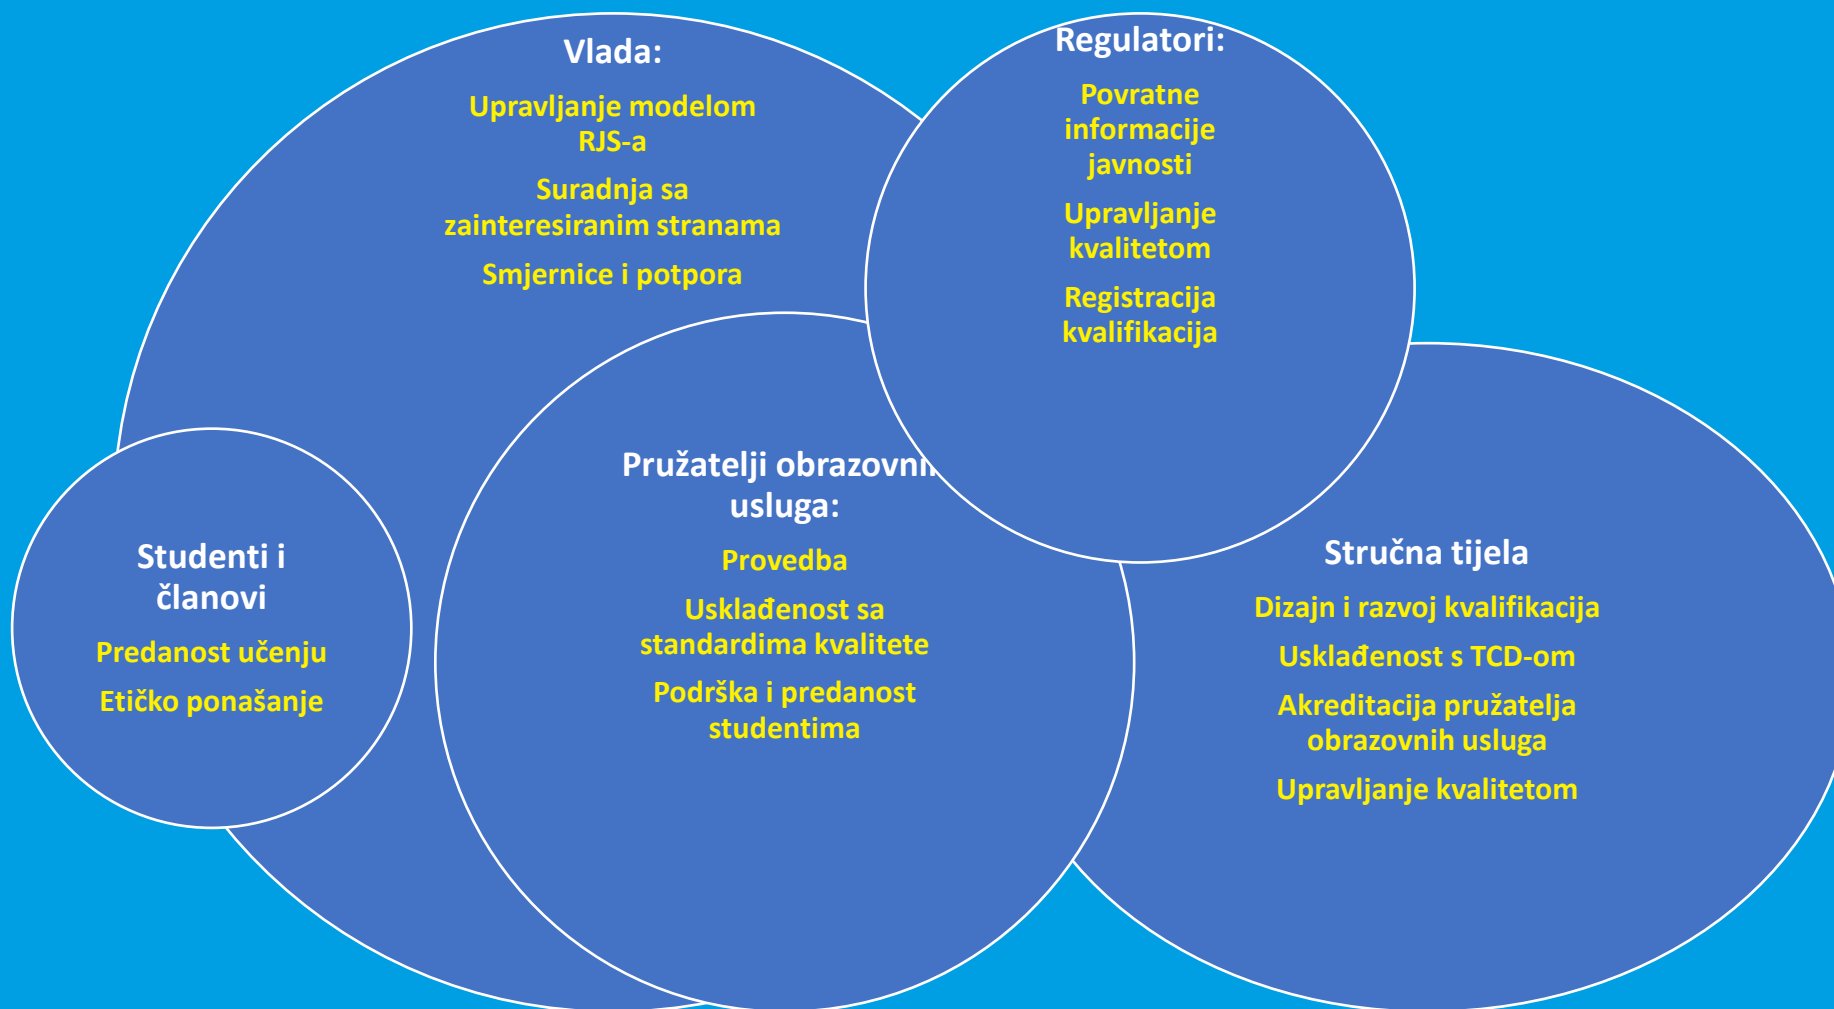 Vlada:
Upravljanje modelom
RJS-a
Suradnja sa
zainteresiranim stranama
Smjernice i potpora
Regulatori:
Povratne
informacije
javnosti
Upravljanje
kvalitetom
Registracija
kvalifikacija
Pružatelji
usluga:
Provedba
Usklađenost sa
standardima kvalitete
Podrška i predanost
studentima
Studenti i
članovi
Predanost učenju
Etičko ponašanje
Stručna tijela
Dizajn i razvoj kvalifikacija
Usklađenost s TCD-om
Akreditacija pružatelja
obrazovnih usluga
Upravljanje kvalitetom